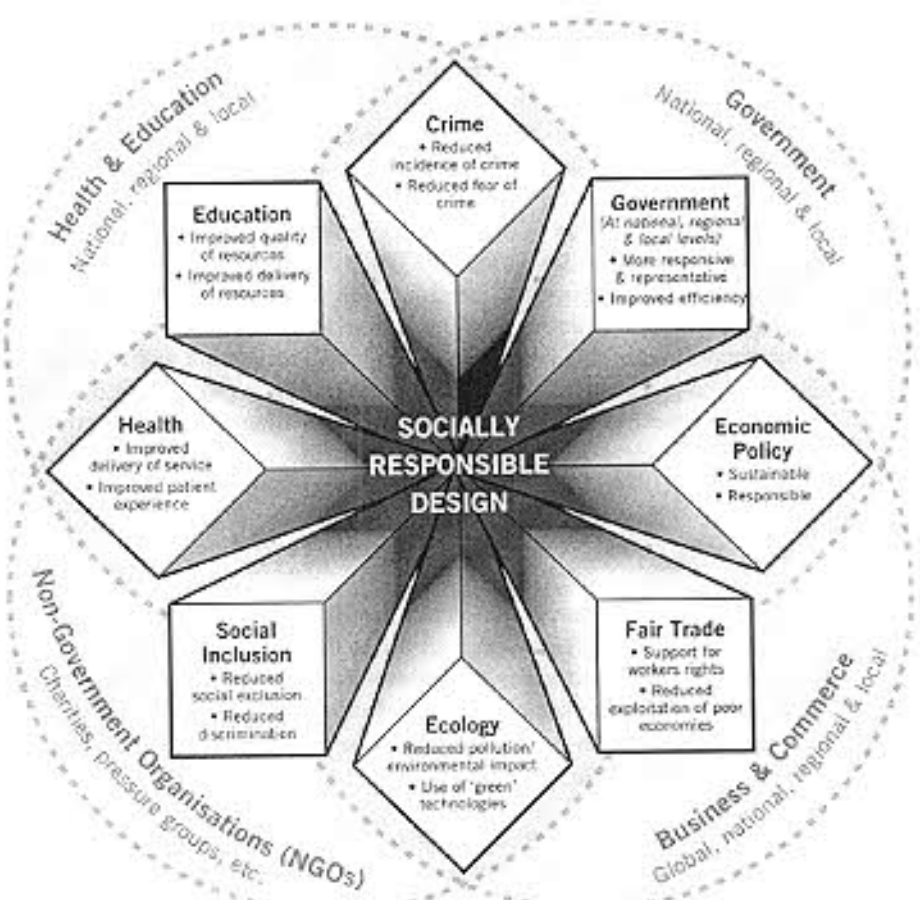 Health & Education
National, regional & local
Government
National, regional & local
Crime
• Reduced
incidence of crime
• Reduced fear of
crime
Education
• Improved quality
of resources
• Improved delivery
of resources
Government
(At national, regional
& local levels)
• More responsive
& representative
• Improved efficiency
Health
• Improved
delivery of service
• Improved patient
experience
SOCIALLY
RESPONSIBLE
DESIGN
Economic
Policy
• Sustainable
• Responsible
Social
Inclusion
• Reduced
social exclusion
• Reduced
discrimination
Ecology
• Reduced pollution/
environmental impact
• Use of 'green'
technologies
Fair Trade
• Support for
workers rights
• Reduced
exploitation of poor
economies
Non-Government Organisations (NGOs)
Charities, pressure groups, etc.
Business & Commerce
Global, national, regional & local